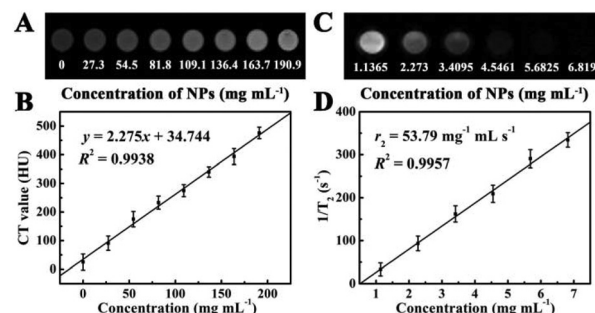 A
0 27.3 54.5 81.8 109.1 136.4 163.7 190.9
Concentration of NPs (mg mL-1)
B
y = 2.275x + 34.744
R² = 0.9938
CT value (HU)
500
400
300
200
100
0
0 50 100 150 200
Concentration (mg mL-1)
C
1.1365 2.273 3.4095 4.5461 5.6825 6.819
Concentration of NPs (mg mL-1)
D
r₂ = 53.79 mg-1 mL s-1
R² = 0.9957
1/T₂ (s-1)
400
300
200
100
0
1 2 3 4 5 6 7
Concentration (mg mL-1)